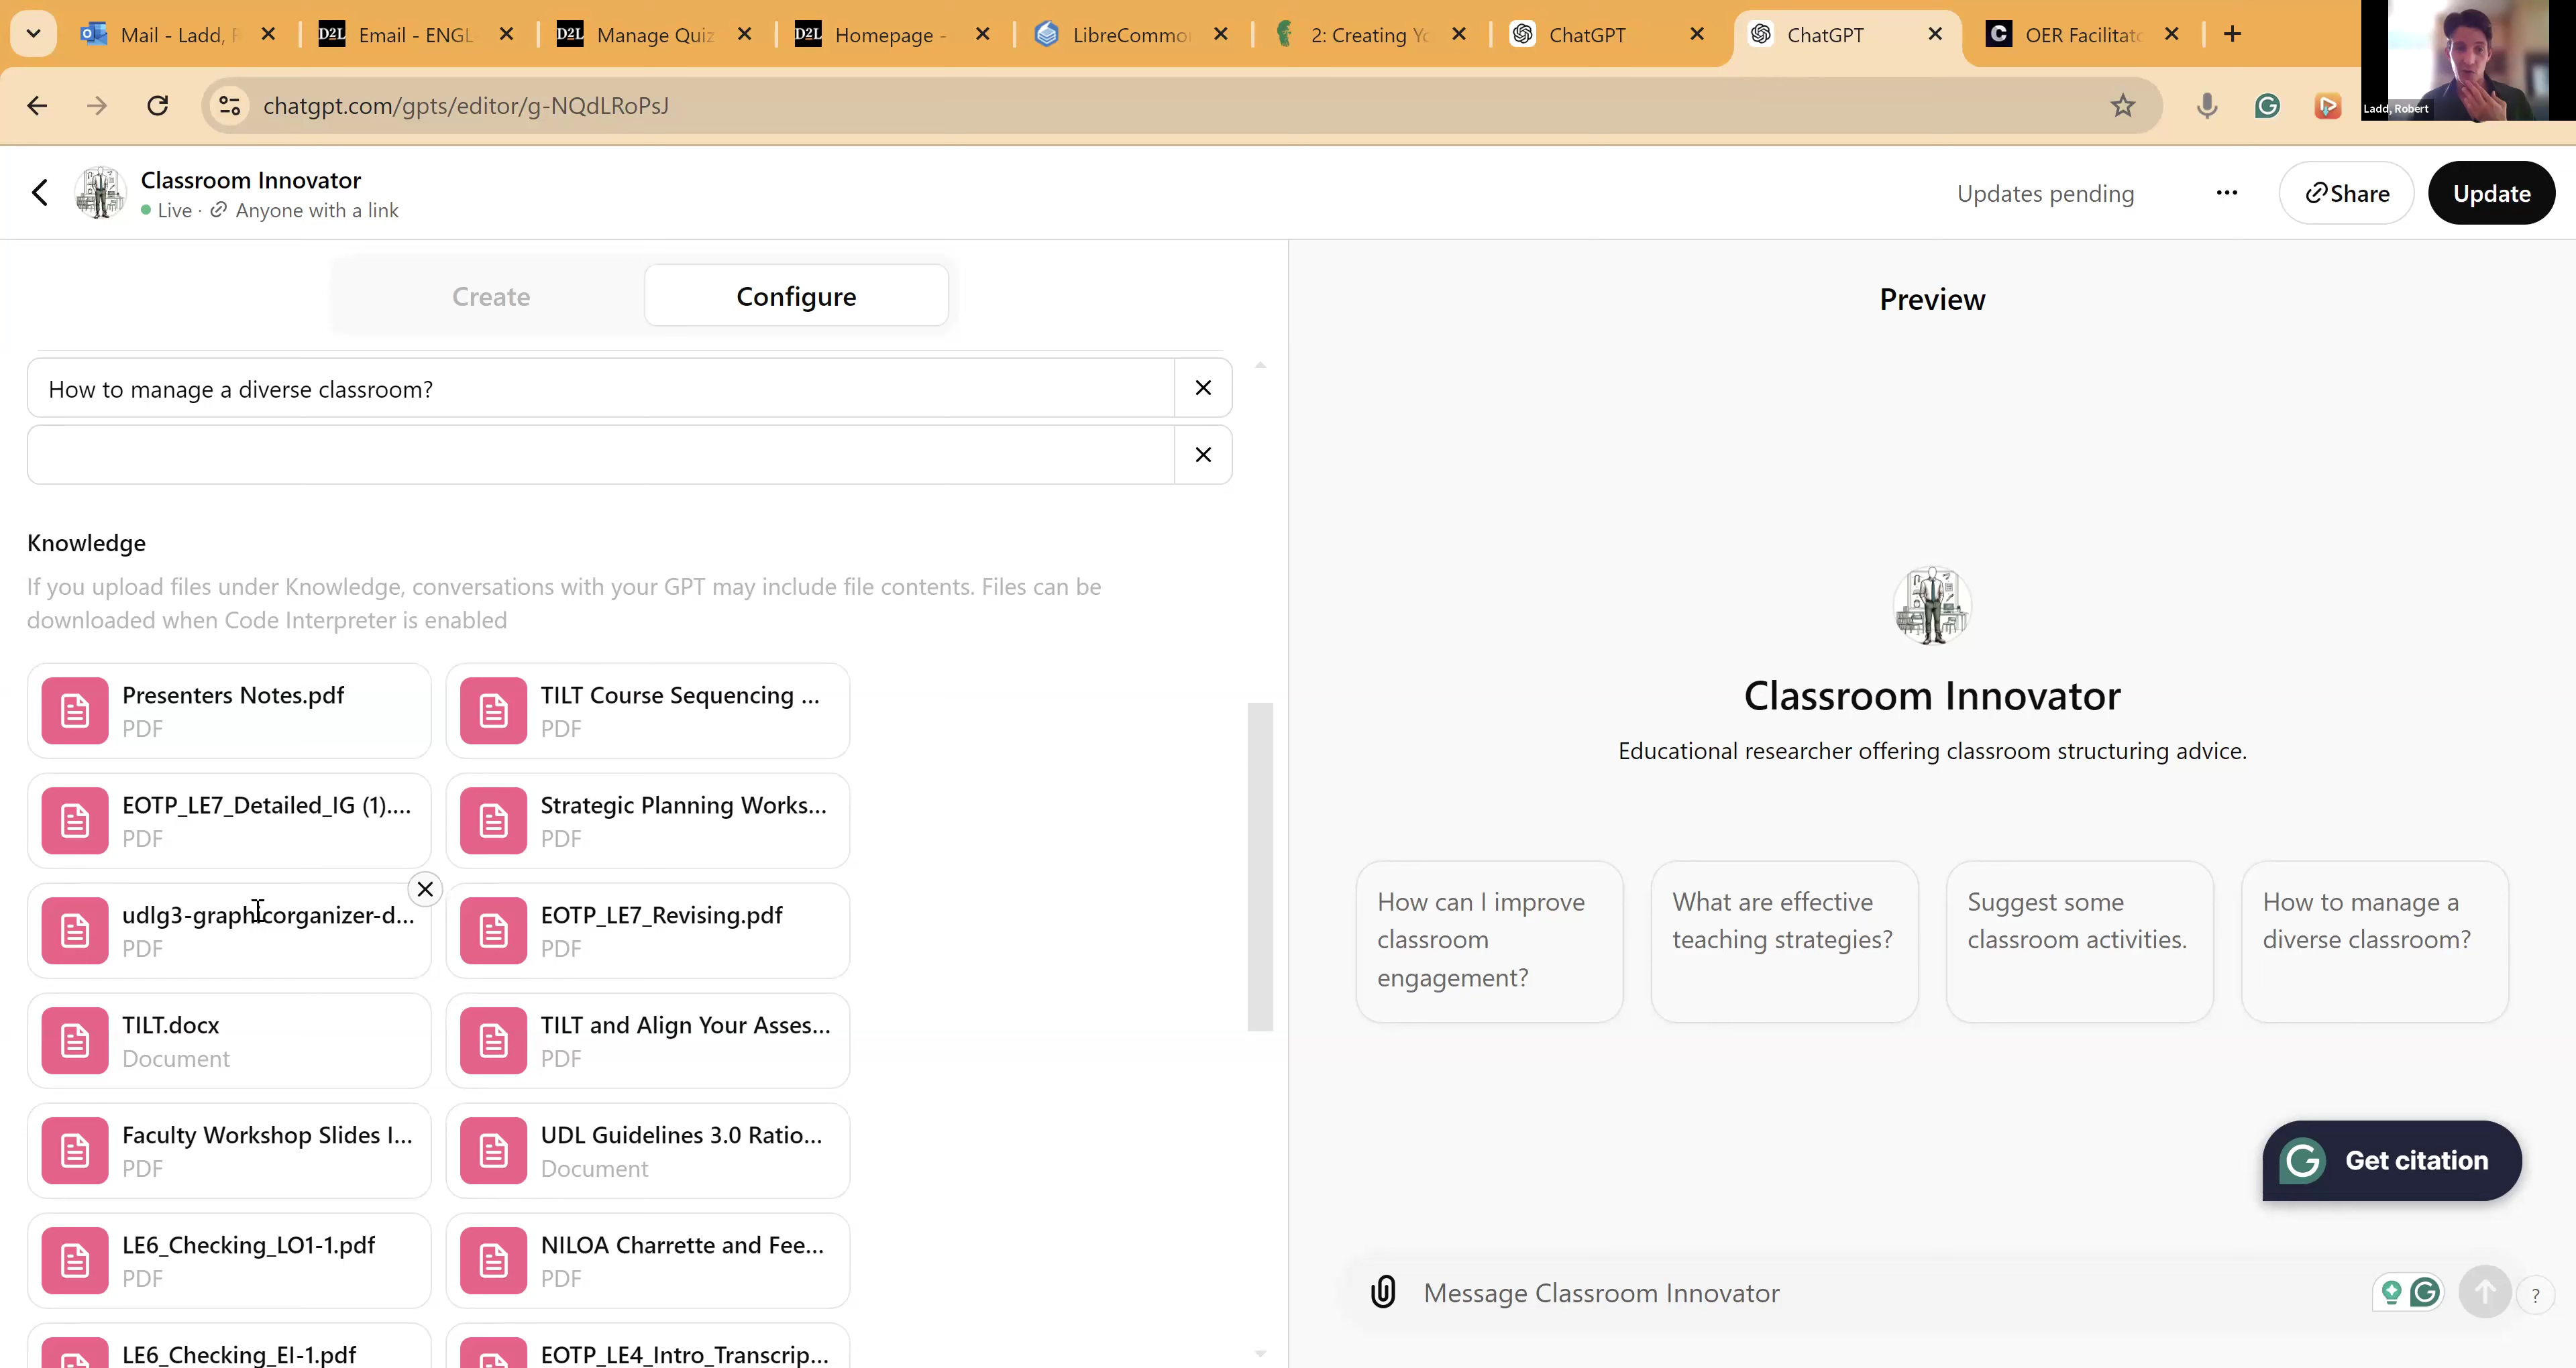 Mail - Ladd, R
D2L Email - ENGL
D2L Manage Quiz
D2L Homepage -
LibreCommo
2: Creating Yo
ChatGPT
ChatGPT
C OER Facilitato
chatgpt.com/gpts/editor/g-NQdLRoPsJ
Ladd, Robert
Classroom Innovator
Live · Anyone with a link
Updates pending
Share
Update
Create
Configure
How to manage a diverse classroom?
Knowledge
If you upload files under Knowledge, conversations with your GPT may include file contents. Files can be
downloaded when Code Interpreter is enabled
Presenters Notes.pdf
PDF
TILT Course Sequencing ...
PDF
EOTP_LE7_Detailed_IG (1)....
PDF
Strategic Planning Works...
PDF
udlg3-graphicorganizer-d...
PDF
EOTP_LE7_Revising.pdf
PDF
TILT.docx
Document
TILT and Align Your Asses...
PDF
Faculty Workshop Slides I...
PDF
UDL Guidelines 3.0 Ratio...
Document
LE6_Checking_LO1-1.pdf
PDF
NILOA Charrette and Fee...
PDF
LE6_Checking_EI-1.pdf
EOTP_LE4_Intro_Transcrip...
Preview
Classroom Innovator
Educational researcher offering classroom structuring advice.
How can I improve
classroom
engagement?
What are effective
teaching strategies?
Suggest some
classroom activities.
How to manage a
diverse classroom?
Get citation
Message Classroom Innovator
?